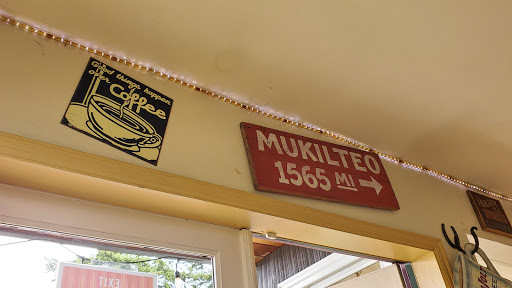 Good things happen
over
Coffee
MUKILTEO
1565 MI
EXIT